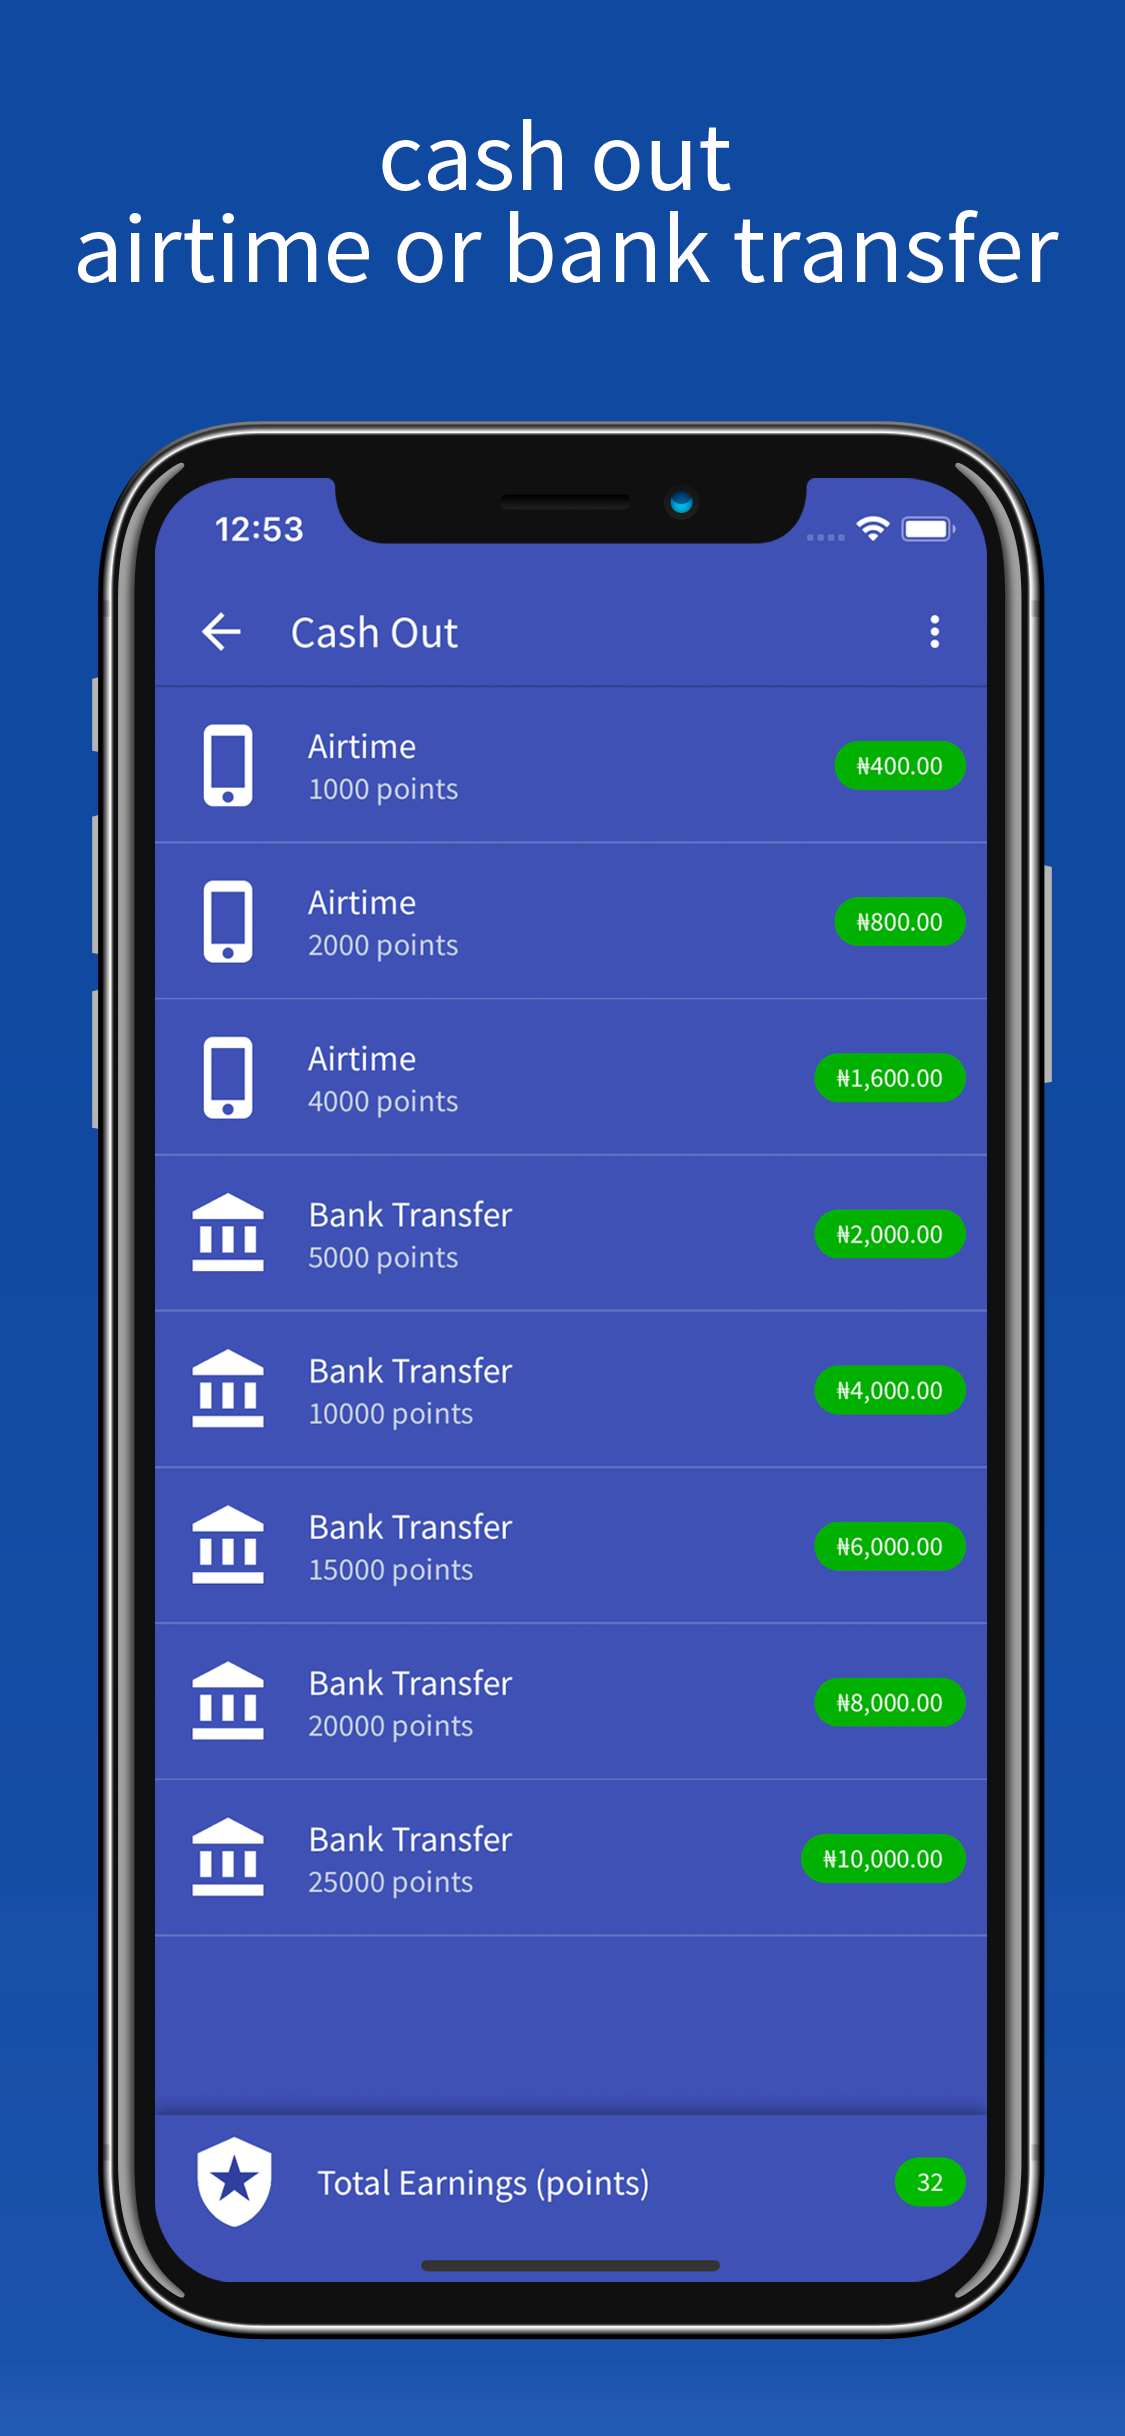 cash out
airtime or bank transfer
12:53
Cash Out
Airtime
1000 points
₦400.00
Airtime
2000 points
₦800.00
Airtime
4000 points
₦1,600.00
Bank Transfer
5000 points
₦2,000.00
Bank Transfer
10000 points
₦4,000.00
Bank Transfer
15000 points
₦6,000.00
Bank Transfer
20000 points
₦8,000.00
Bank Transfer
25000 points
₦10,000.00
Total Earnings (points)
32